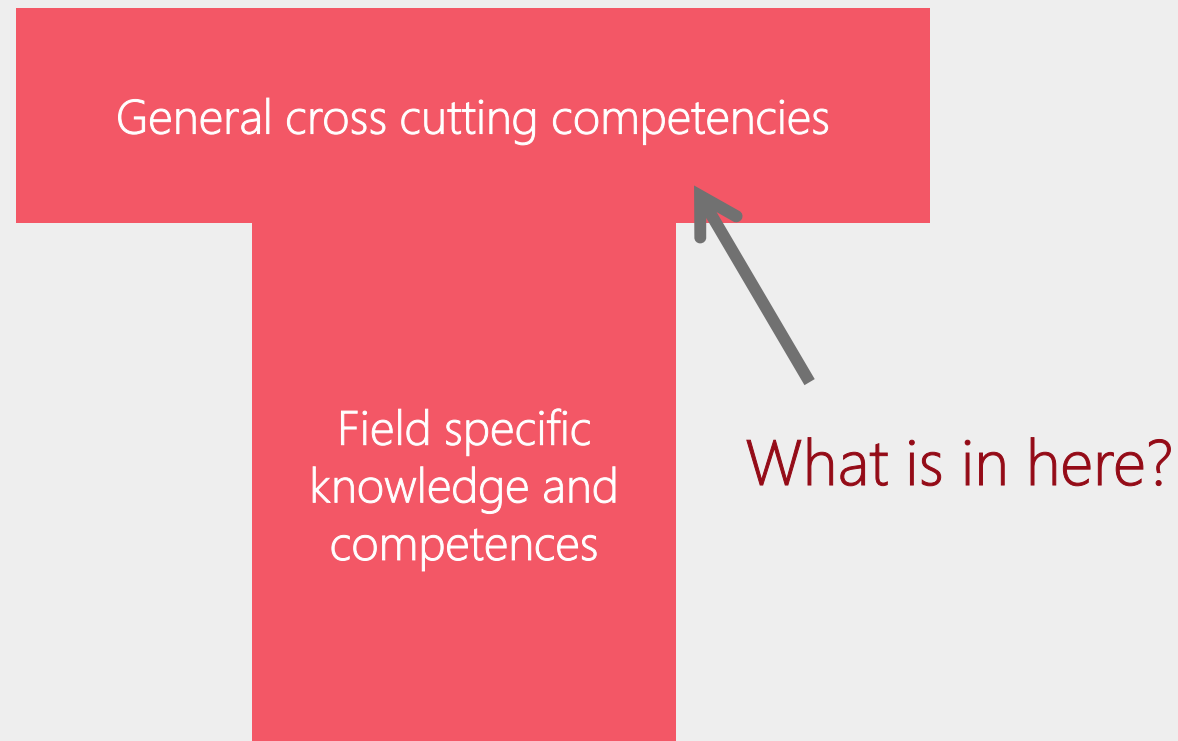 General cross cutting competencies
Field specific
knowledge and
competences
What is in here?